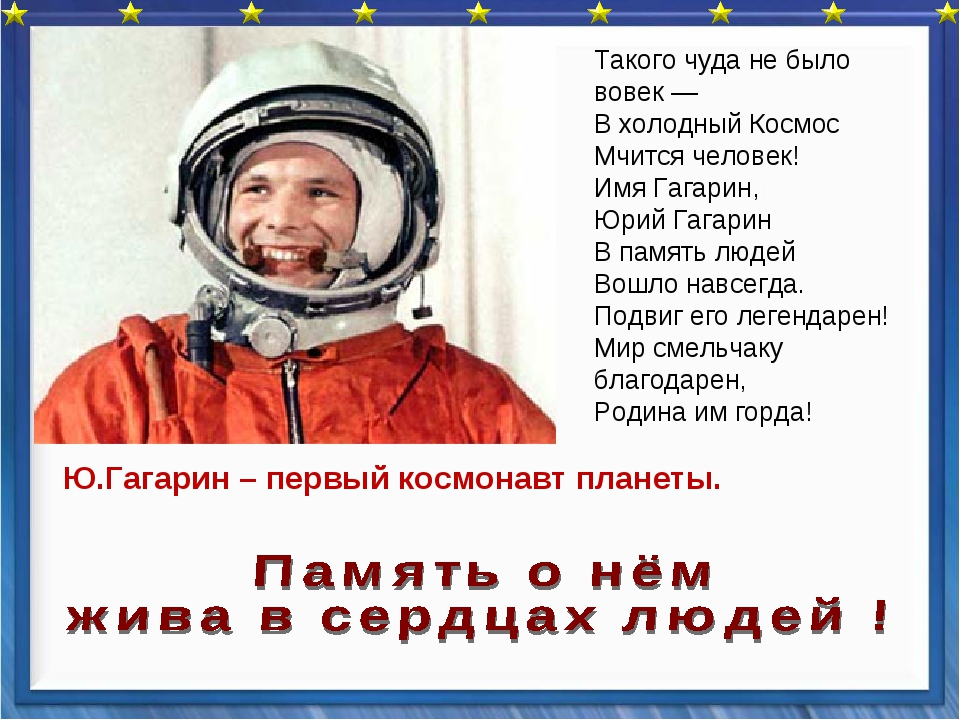 Такого чуда не было
вовек —
В холодный Космос
Мчится человек!
Имя Гагарин,
Юрий Гагарин
В память людей
Вошло навсегда.
Подвиг его легендарен!
Мир смельчаку
благодарен,
Родина им горда!
Ю.Гагарин – первый космонавт планеты.
Память о нём
жива в сердцах людей !